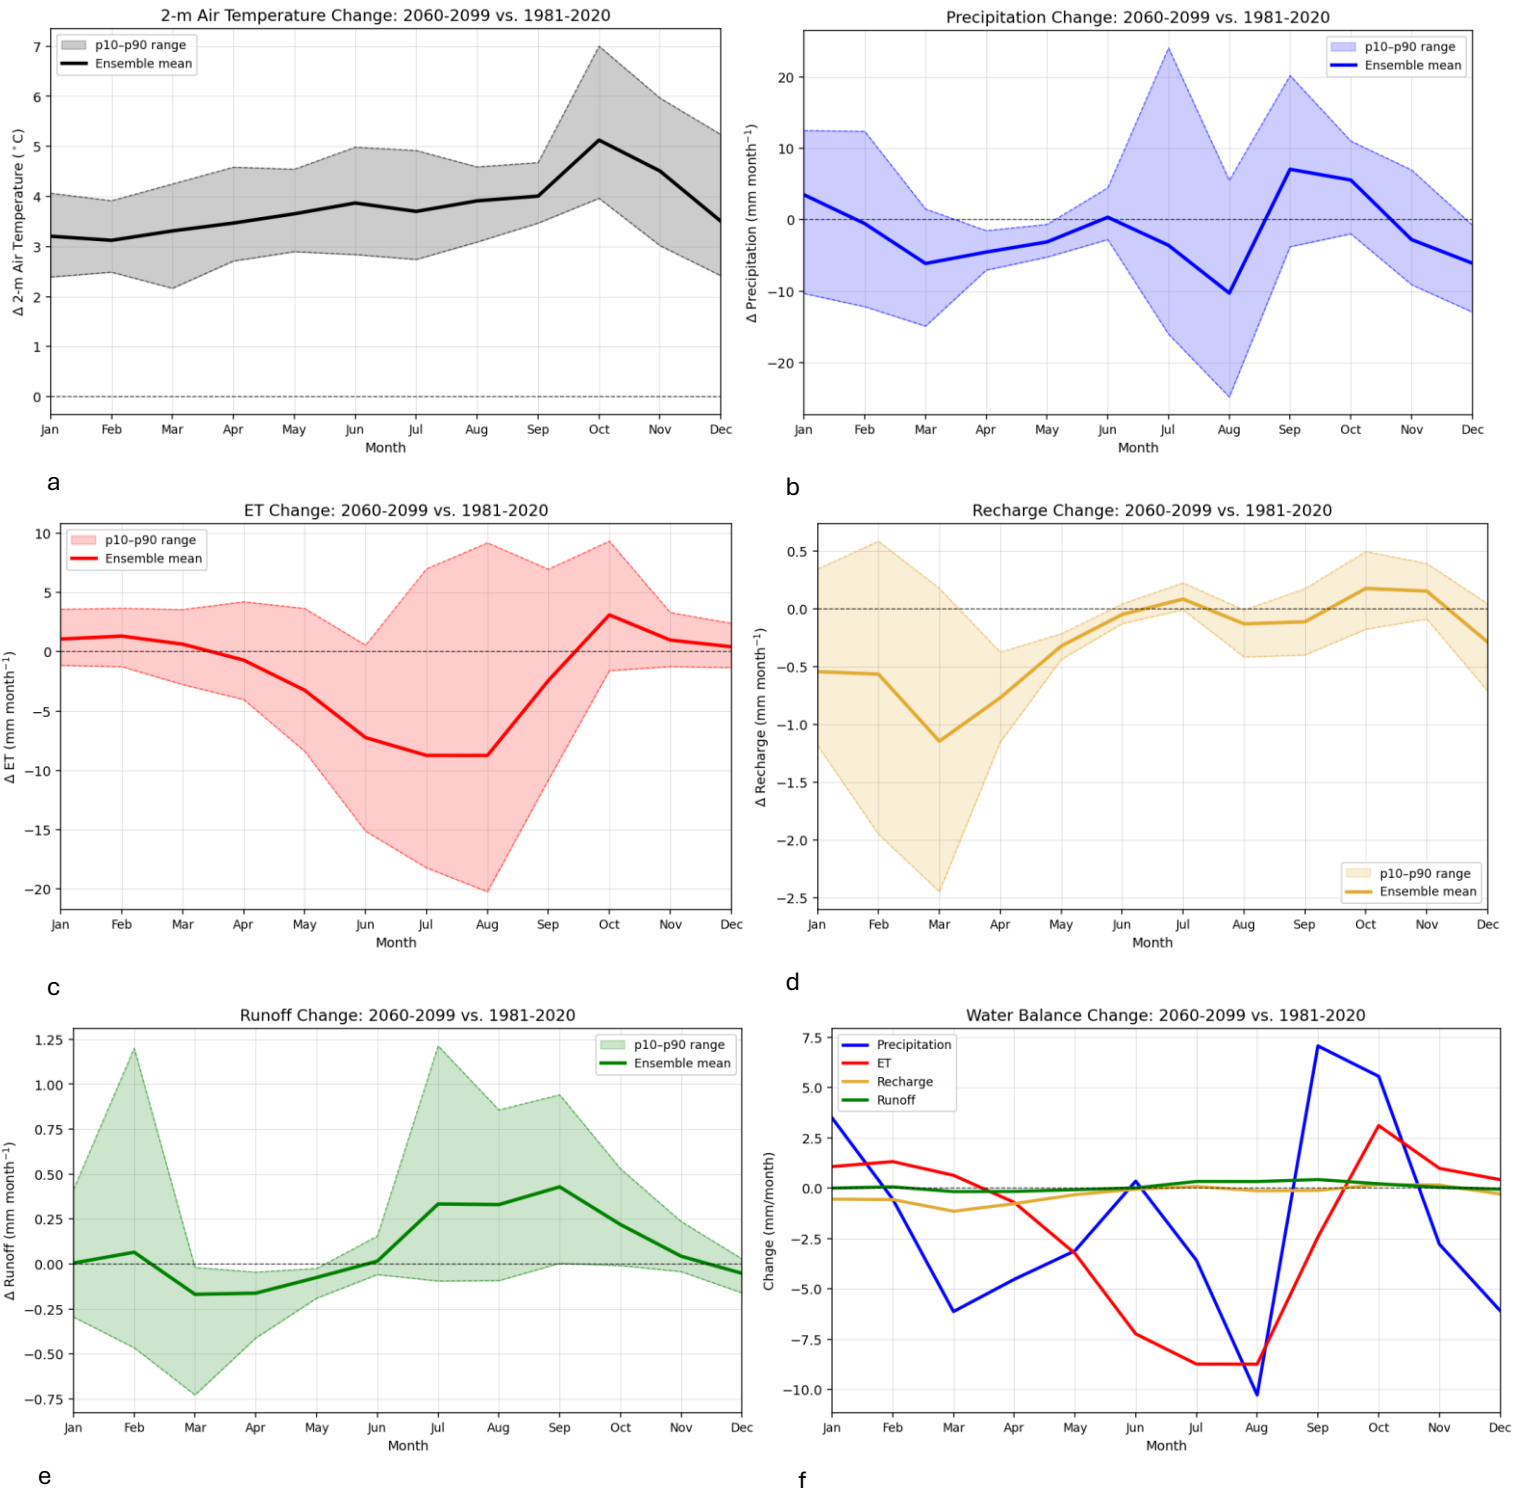 2-m Air Temperature Change: 2060-2099 vs. 1981-2020
p10–p90 range
Ensemble mean
Δ 2-m Air Temperature (°C)
7
6
5
4
3
2
1
0
Jan Feb Mar Apr May Jun Jul Aug Sep Oct Nov Dec
Month
a
Precipitation Change: 2060-2099 vs. 1981-2020
p10–p90 range
Ensemble mean
Δ Precipitation (mm month⁻¹)
20
10
0
−10
−20
Jan Feb Mar Apr May Jun Jul Aug Sep Oct Nov Dec
Month
b
ET Change: 2060-2099 vs. 1981-2020
p10–p90 range
Ensemble mean
Δ ET (mm month⁻¹)
10
5
0
−5
−10
−15
−20
Jan Feb Mar Apr May Jun Jul Aug Sep Oct Nov Dec
Month
c
Recharge Change: 2060-2099 vs. 1981-2020
Δ Recharge (mm month⁻¹)
0.5
0.0
−0.5
−1.0
−1.5
−2.0
−2.5
p10–p90 range
Ensemble mean
Jan Feb Mar Apr May Jun Jul Aug Sep Oct Nov Dec
Month
d
Runoff Change: 2060-2099 vs. 1981-2020
p10–p90 range
Ensemble mean
Δ Runoff (mm month⁻¹)
1.25
1.00
0.75
0.50
0.25
0.00
−0.25
−0.50
−0.75
Jan Feb Mar Apr May Jun Jul Aug Sep Oct Nov Dec
Month
e
Water Balance Change: 2060-2099 vs. 1981-2020
Precipitation
ET
Recharge
Runoff
Change (mm/month)
7.5
5.0
2.5
0.0
−2.5
−5.0
−7.5
−10.0
Jan Feb Mar Apr May Jun Jul Aug Sep Oct Nov Dec
Month
f